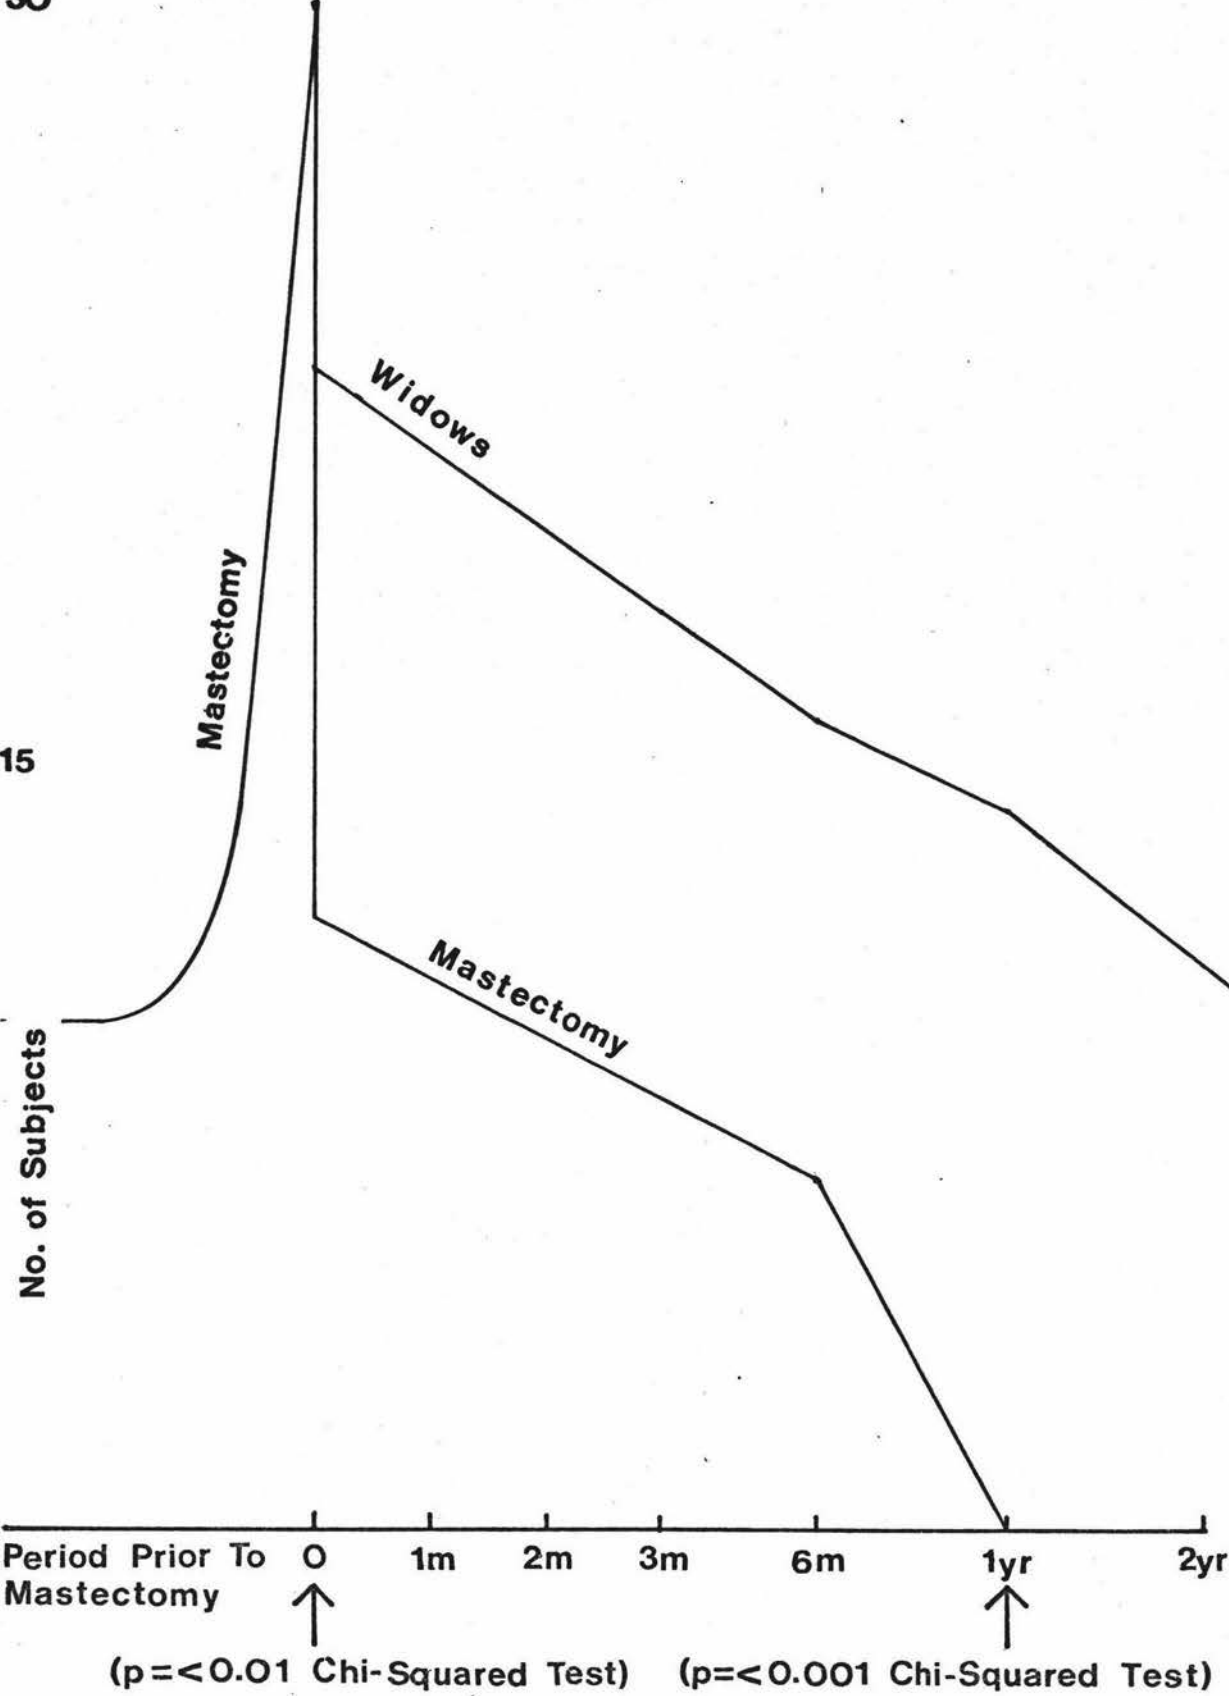 30
Widows
Mastectomy
15
Mastectomy
No. of Subjects
Period Prior To Mastectomy
0 1m 2m 3m 6m 1yr 2yr
(p=<0.01 Chi-Squared Test) (p=<0.001 Chi-Squared Test)